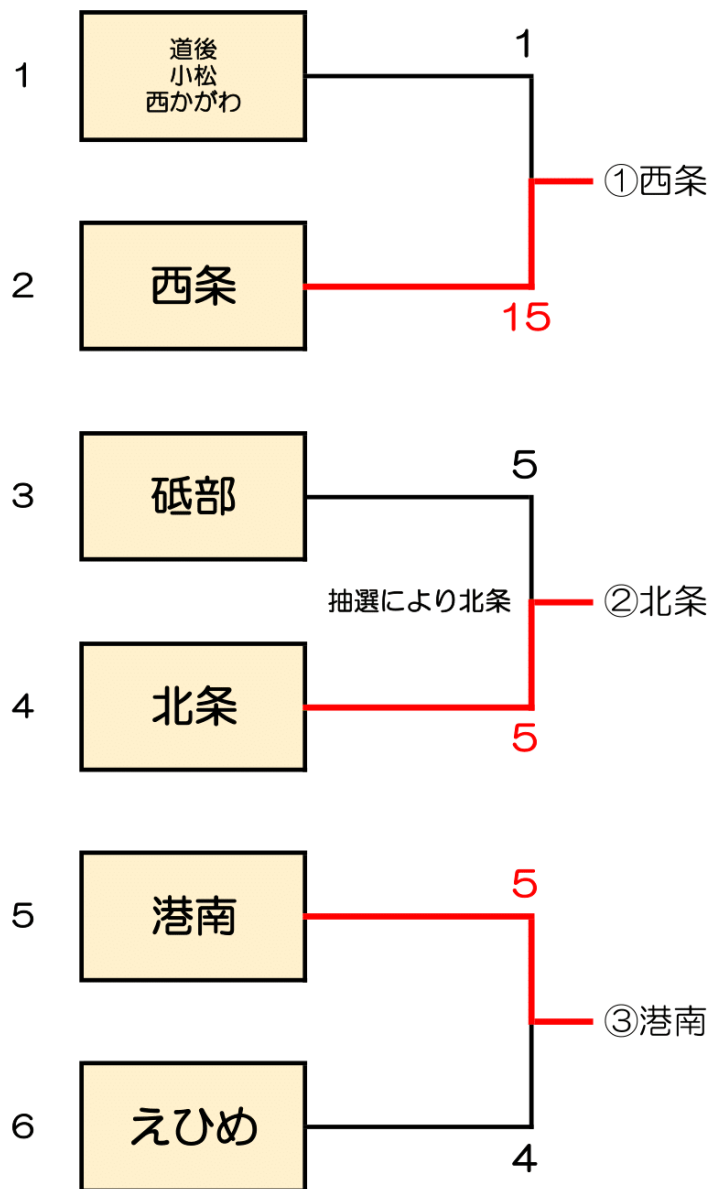 1
道後
小松
西かがわ
1
①西条
2
西条
15
3
砥部
5
抽選により北条
②北条
4
北条
5
5
港南
5
③港南
6
えひめ
4